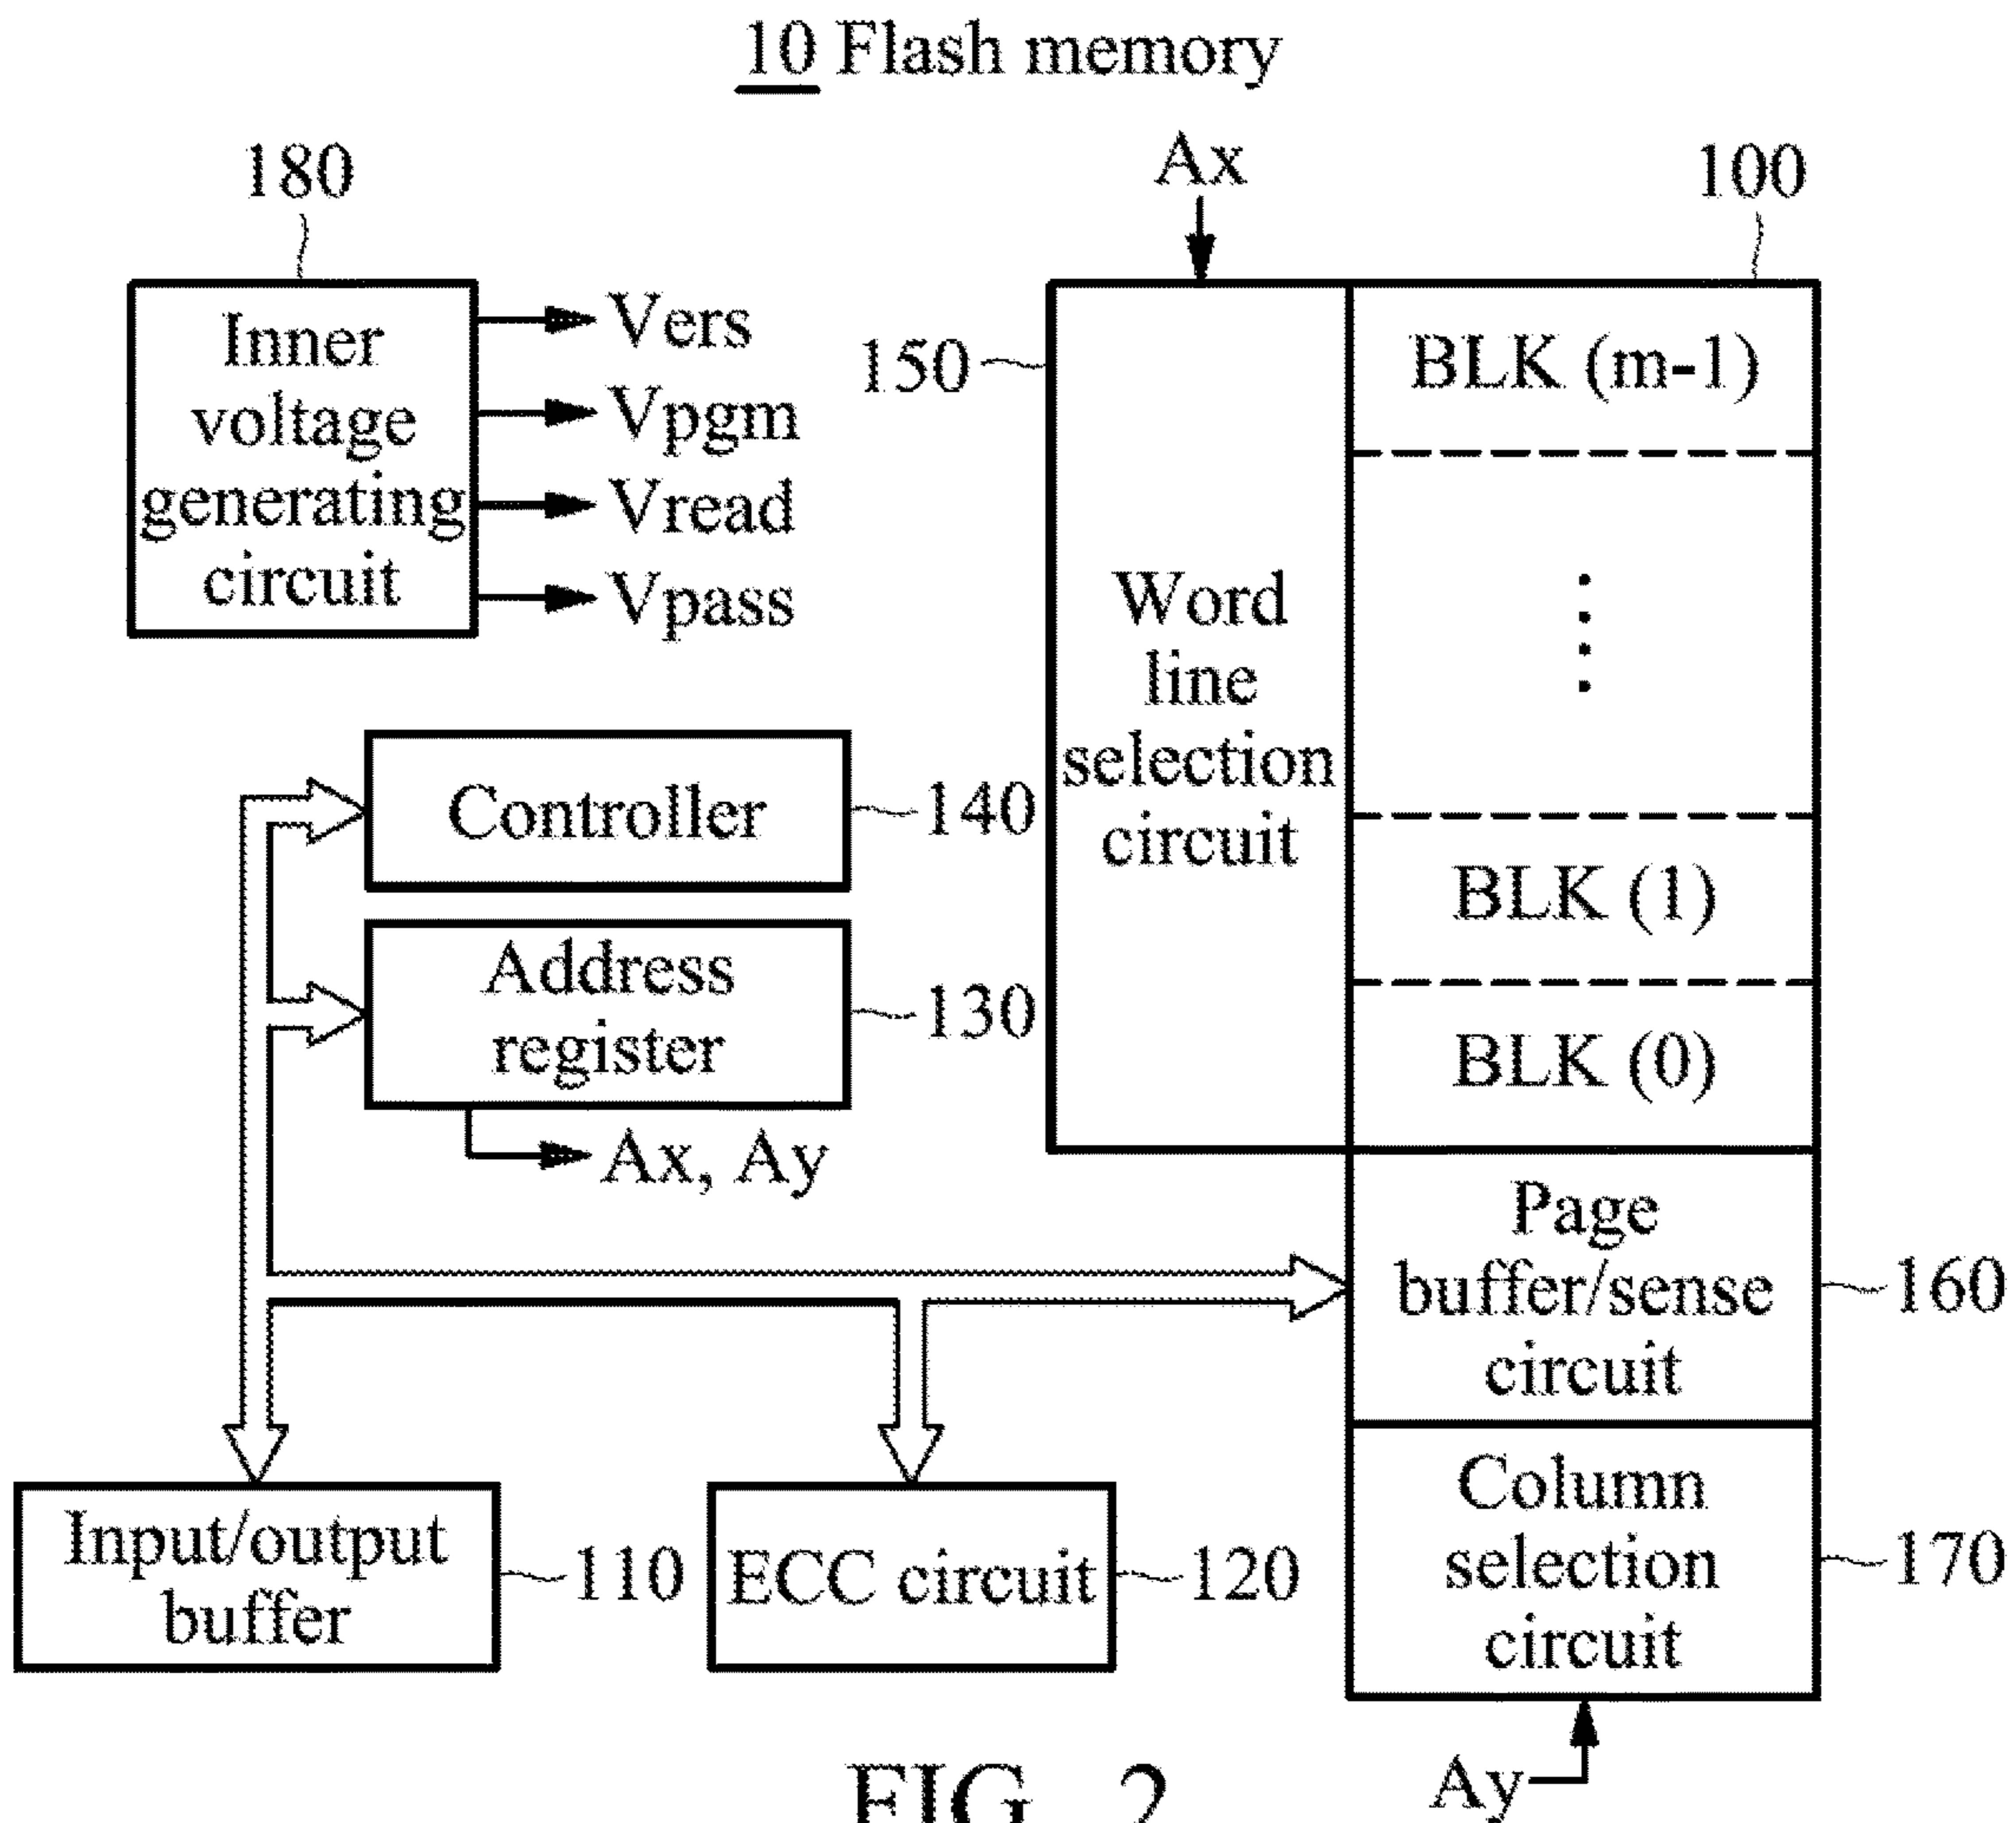 10 Flash memory
180
Ax
100
Inner
voltage
generating
circuit
Vers
Vpgm
Vread
Vpass
150
Word
line
selection
circuit
BLK (m-1)
BLK (1)
BLK (0)
Controller
140
Address
register
130
Ax, Ay
Page
buffer/sense
circuit
160
Input/output
buffer
110
ECC circuit
120
Column
selection
circuit
170
Ay
FIG. 2